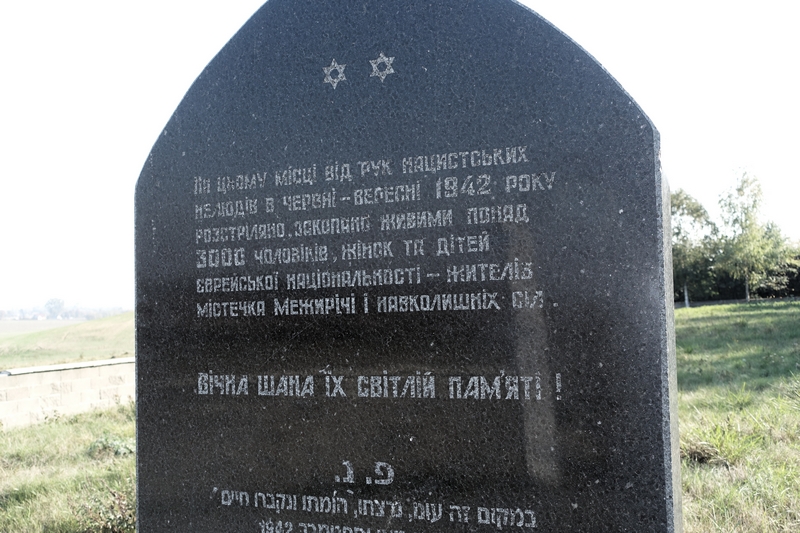 На цьому місці від рук нацистських
нелюдів в червні – вересні 1942 року
розстріляно, закопано живими понад
3000 чоловіків, жінок та дітей
єврейської національності – жителів
містечка Межирічі і навколишніх сіл.
Вічна шана їх світлій пам'яті!
פ. נ.
במקום זה עונו, נרצחו, הומתו ונקברו חיים
1942